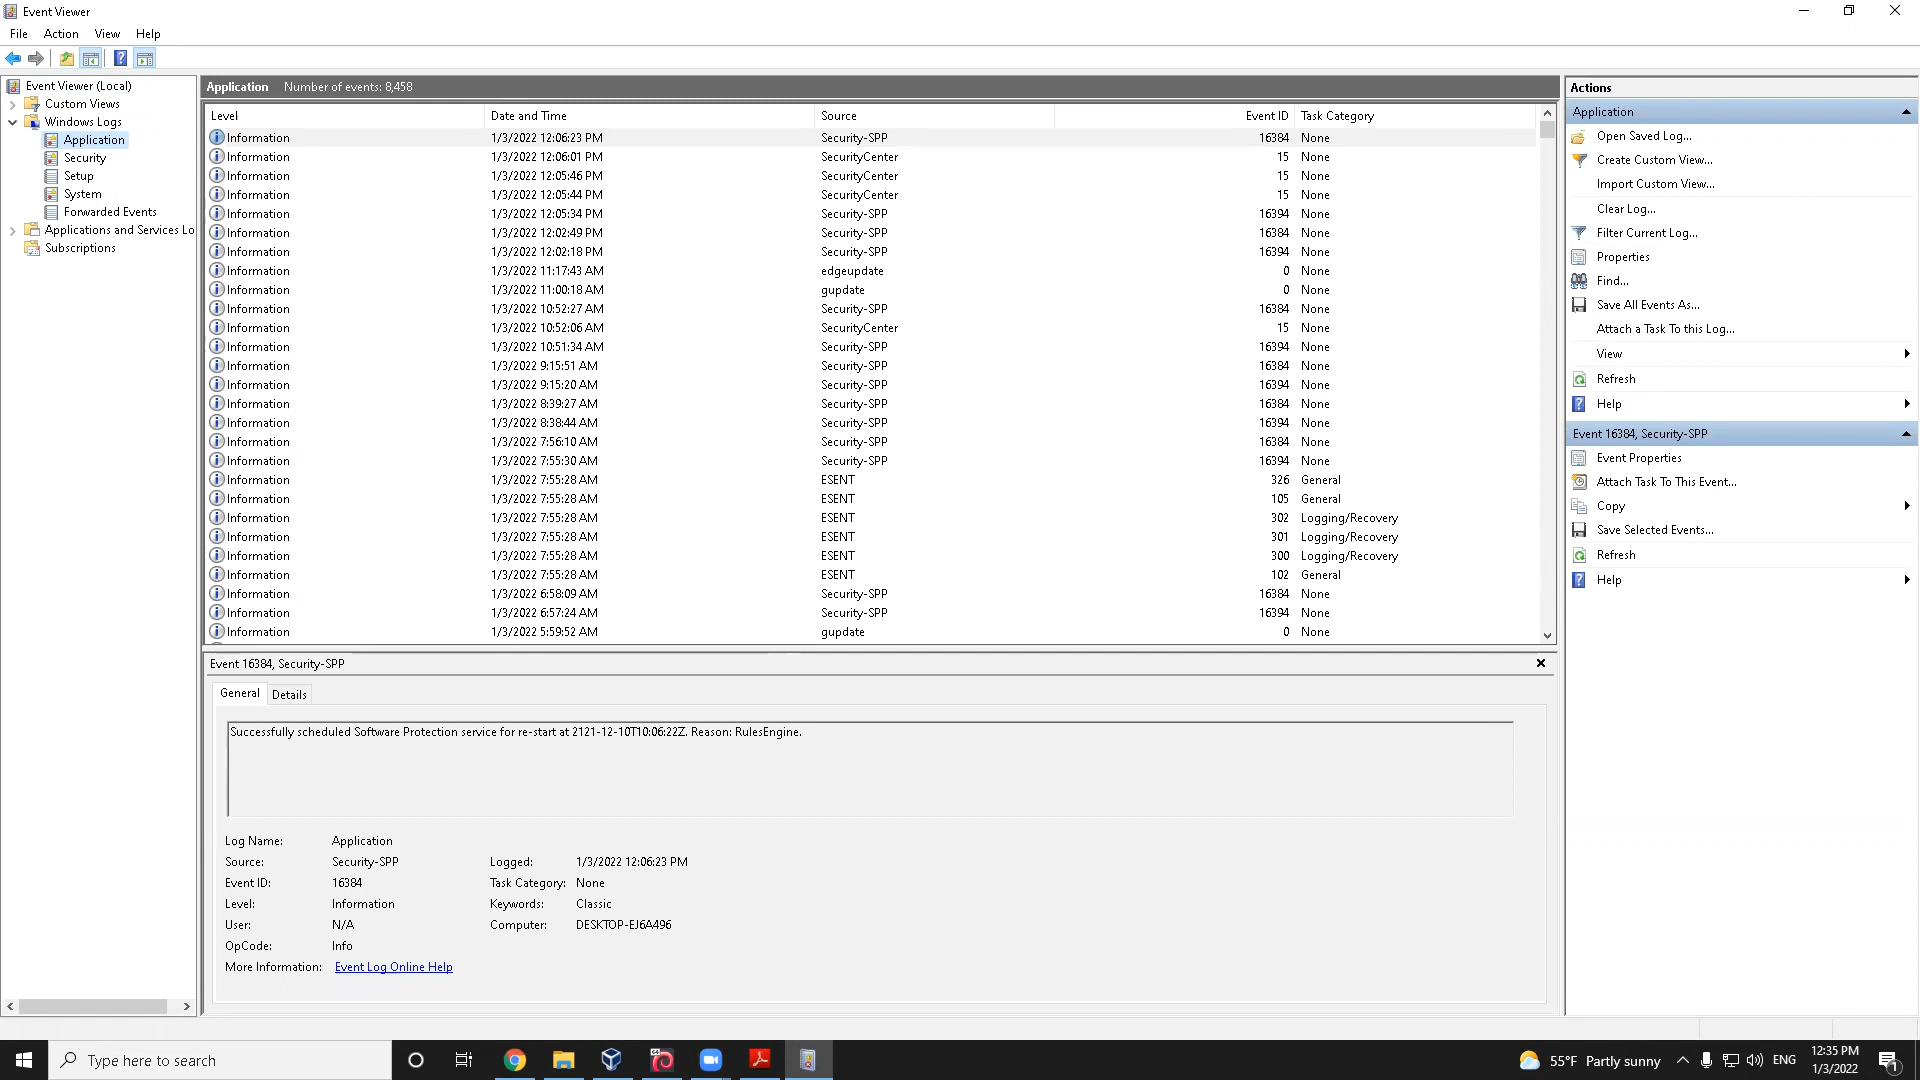 Event Viewer
File Action View Help
Event Viewer (Local)
Custom Views
Windows Logs
Application
Security
Setup
System
Forwarded Events
Applications and Services Lo
Subscriptions
Application Number of events: 8,458
Level Date and Time Source Event ID Task Category
Information 1/3/2022 12:06:23 PM Security-SPP 16384 None
Information 1/3/2022 12:06:01 PM SecurityCenter 15 None
Information 1/3/2022 12:05:46 PM SecurityCenter 15 None
Information 1/3/2022 12:05:44 PM SecurityCenter 15 None
Information 1/3/2022 12:05:34 PM Security-SPP 16394 None
Information 1/3/2022 12:02:49 PM Security-SPP 16384 None
Information 1/3/2022 12:02:18 PM Security-SPP 16394 None
Information 1/3/2022 11:17:43 AM edgeupdate 0 None
Information 1/3/2022 11:00:18 AM gupdate 0 None
Information 1/3/2022 10:52:27 AM Security-SPP 16384 None
Information 1/3/2022 10:52:06 AM SecurityCenter 15 None
Information 1/3/2022 10:51:34 AM Security-SPP 16394 None
Information 1/3/2022 9:15:51 AM Security-SPP 16384 None
Information 1/3/2022 9:15:20 AM Security-SPP 16394 None
Information 1/3/2022 8:39:27 AM Security-SPP 16384 None
Information 1/3/2022 8:38:44 AM Security-SPP 16394 None
Information 1/3/2022 7:56:10 AM Security-SPP 16384 None
Information 1/3/2022 7:55:30 AM Security-SPP 16394 None
Information 1/3/2022 7:55:28 AM ESENT 326 General
Information 1/3/2022 7:55:28 AM ESENT 105 General
Information 1/3/2022 7:55:28 AM ESENT 302 Logging/Recovery
Information 1/3/2022 7:55:28 AM ESENT 301 Logging/Recovery
Information 1/3/2022 7:55:28 AM ESENT 300 Logging/Recovery
Information 1/3/2022 7:55:28 AM ESENT 102 General
Information 1/3/2022 6:58:09 AM Security-SPP 16384 None
Information 1/3/2022 6:57:24 AM Security-SPP 16394 None
Information 1/3/2022 5:59:52 AM gupdate 0 None
Event 16384, Security-SPP
General Details
Successfully scheduled Software Protection service for re-start at 2121-12-10T10:06:22Z. Reason: RulesEngine.
Log Name: Application
Source: Security-SPP Logged: 1/3/2022 12:06:23 PM
Event ID: 16384 Task Category: None
Level: Information Keywords: Classic
User: N/A Computer: DESKTOP-EJ6A496
OpCode: Info
More Information: Event Log Online Help
Actions
Application
Open Saved Log...
Create Custom View...
Import Custom View...
Clear Log...
Filter Current Log...
Properties
Find...
Save All Events As...
Attach a Task To this Log...
View
Refresh
Help
Event 16384, Security-SPP
Event Properties
Attach Task To This Event...
Copy
Save Selected Events...
Refresh
Help
Type here to search
64
55°F Partly sunny
ENG
12:35 PM
1/3/2022
1